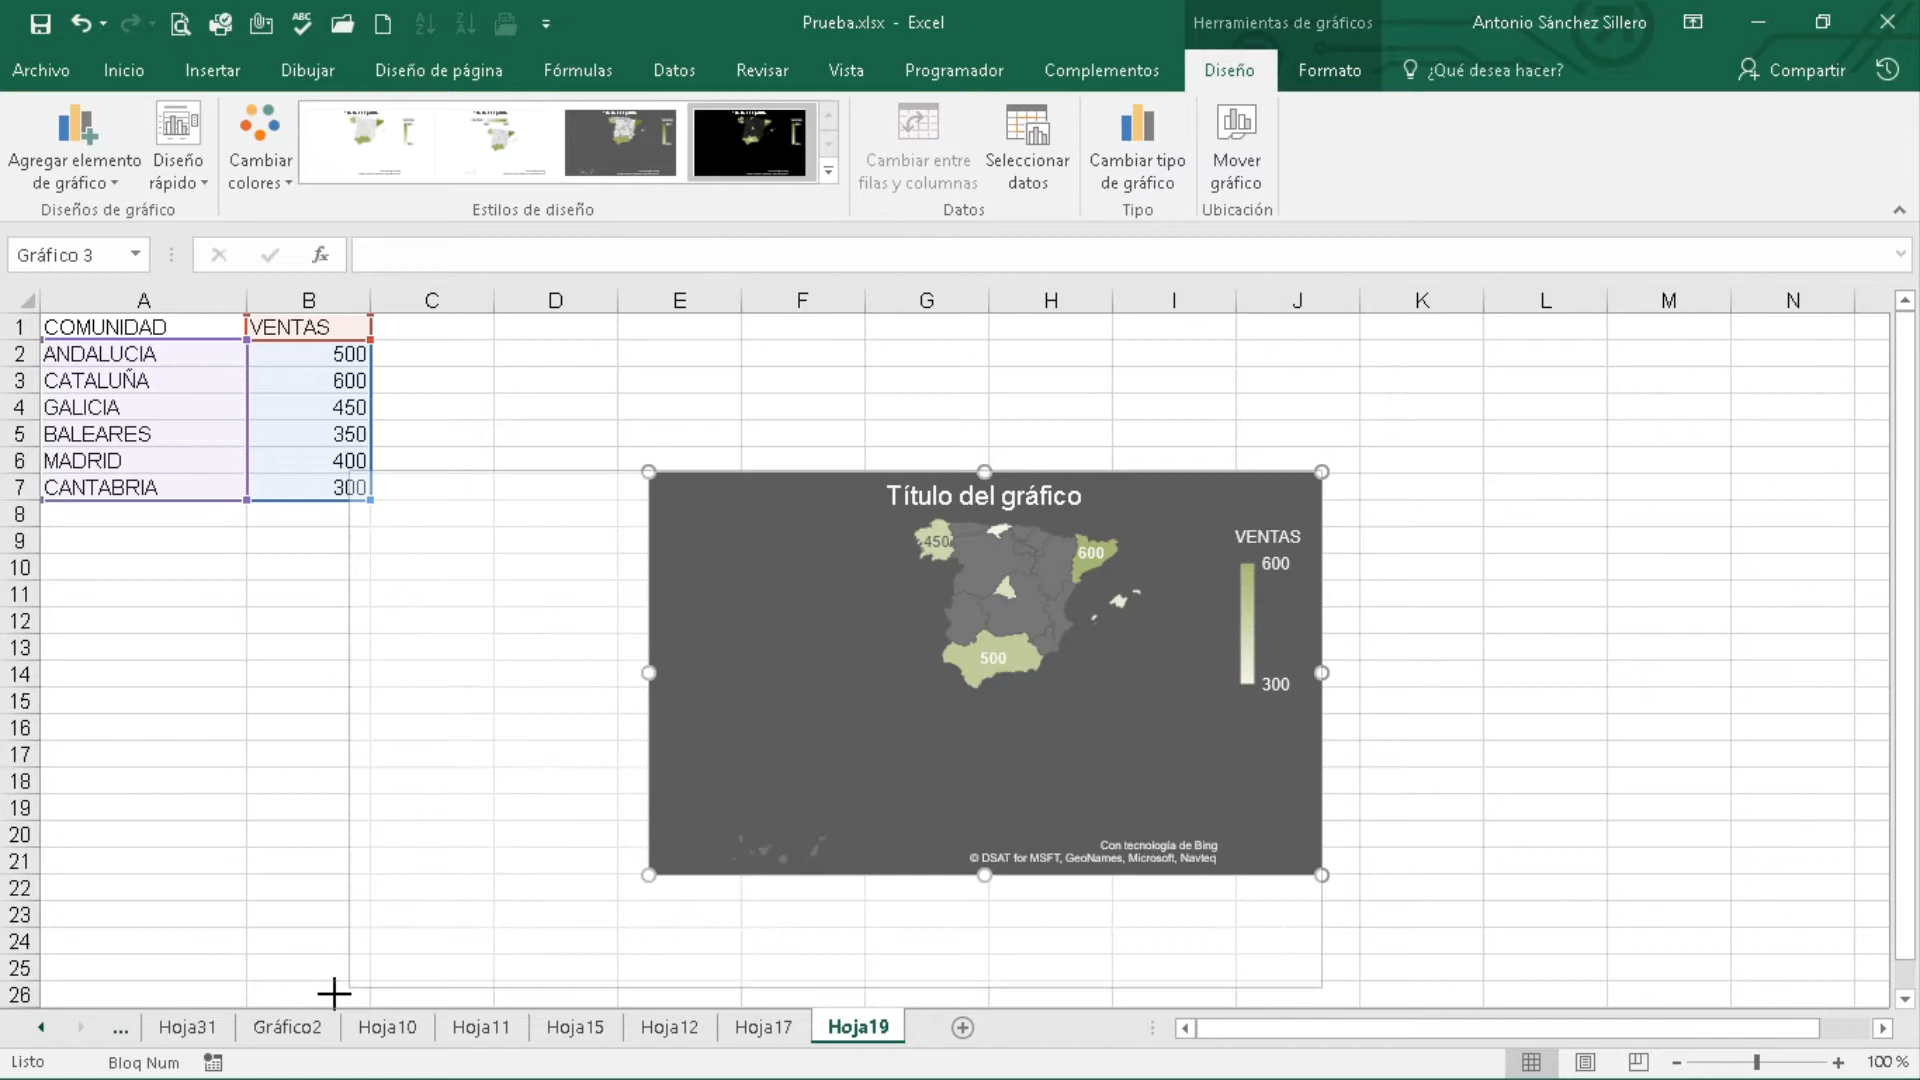 Prueba.xlsx - Excel
Herramientas de gráficos
Antonio Sánchez Sillero
Archivo Inicio Insertar Dibujar Diseño de página Fórmulas Datos Revisar Vista Programador Complementos Diseño Formato ¿Qué desea hacer? Compartir
Agregar elemento de gráfico
Diseño rápido
Cambiar colores
Cambiar entre filas y columnas
Seleccionar datos
Cambiar tipo de gráfico
Mover gráfico
Diseños de gráfico
Estilos de diseño
Datos
Tipo
Ubicación
Gráfico 3
fx
A B C D E F G H I J K L M N
1 COMUNIDAD VENTAS
2 ANDALUCIA 500
3 CATALUÑA 600
4 GALICIA 450
5 BALEARES 350
6 MADRID 400
7 CANTABRIA 300
8
9
10
11
12
13
14
15
16
17
18
19
20
21
22
23
24
25
26
Título del gráfico
VENTAS
600
300
450
600
500
Con tecnología de Bing
© DSAT for MSFT, GeoNames, Microsoft, Navteq
... Hoja31 Gráfico2 Hoja10 Hoja11 Hoja15 Hoja12 Hoja17 Hoja19
Listo Bloq Num 100 %